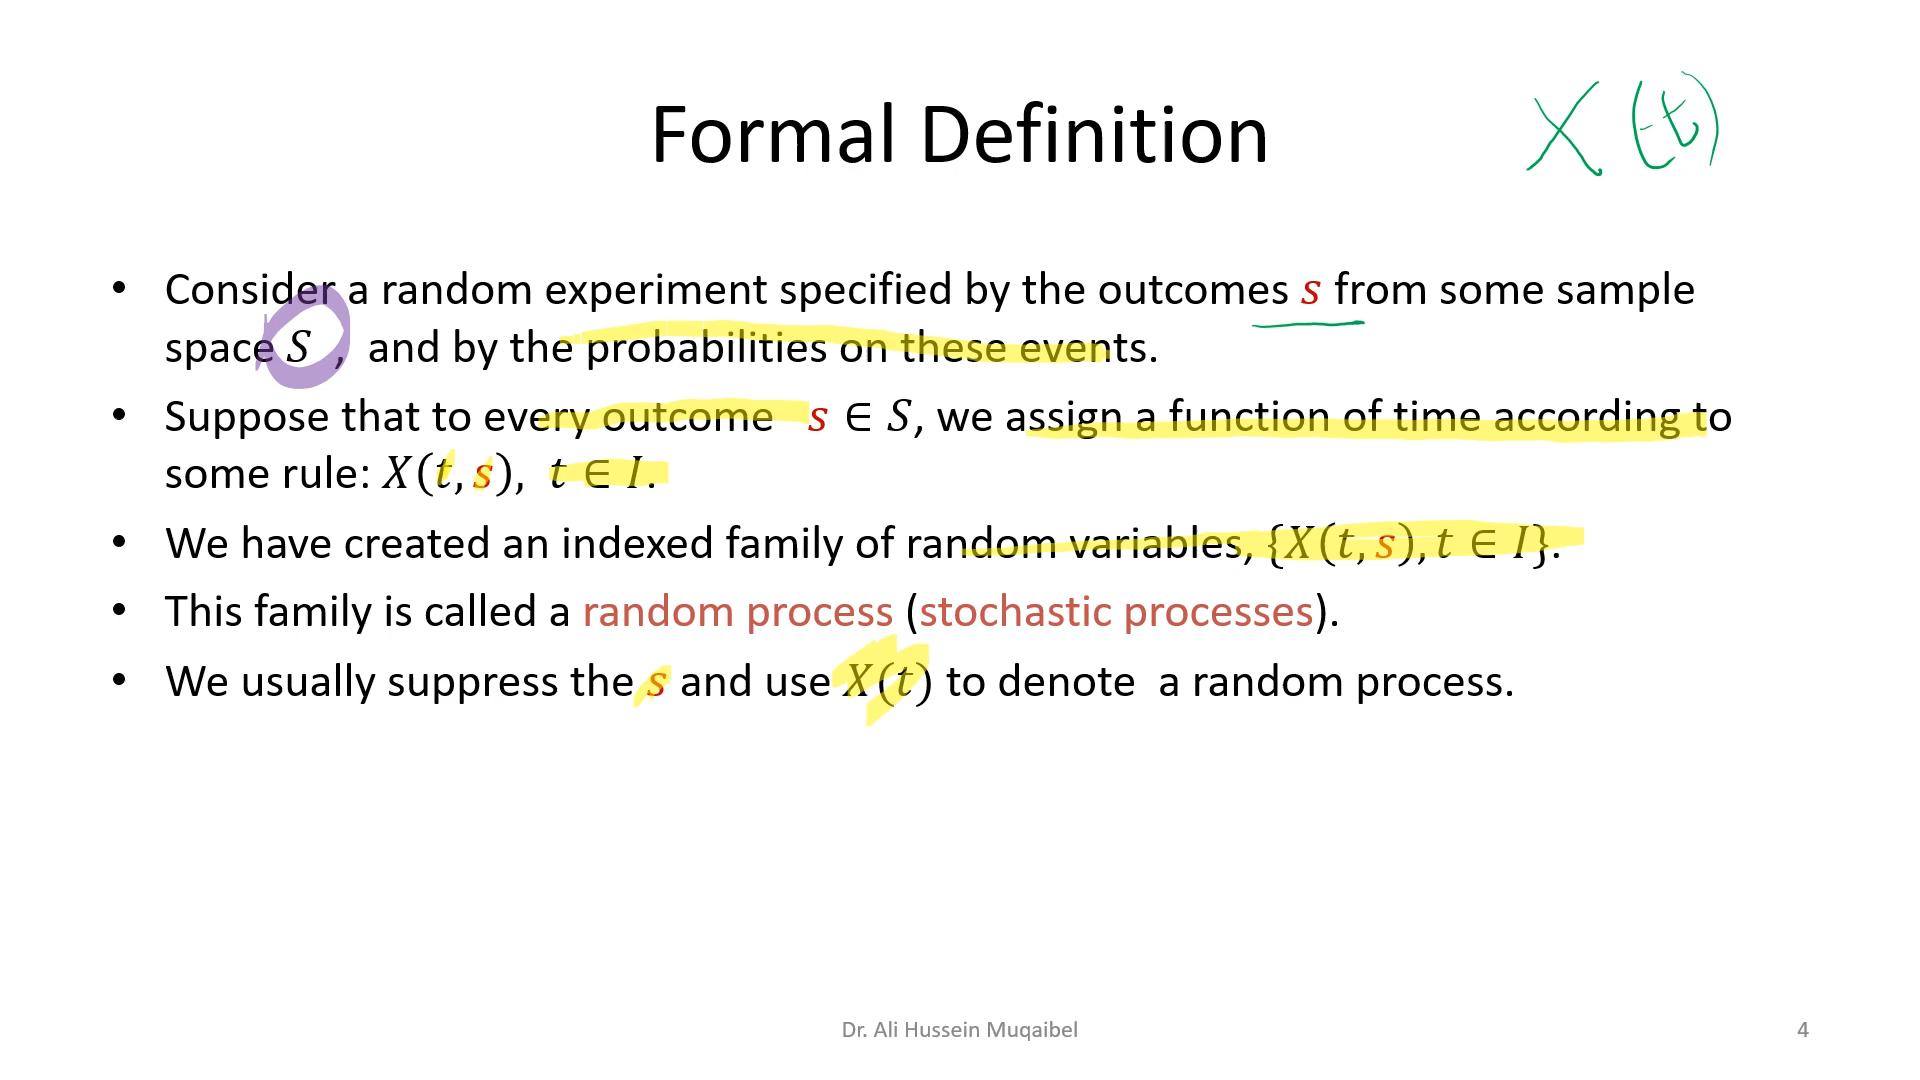 Formal Definition
X(t)
• Consider a random experiment specified by the outcomes s from some sample
space S , and by the probabilities on these events.
• Suppose that to every outcome s ∈ S, we assign a function of time according to
some rule: X(t, s), t ∈ I.
• We have created an indexed family of random variables, {X(t, s), t ∈ I}.
• This family is called a random process (stochastic processes).
• We usually suppress the s and use X(t) to denote a random process.
Dr. Ali Hussein Muqaibel
4